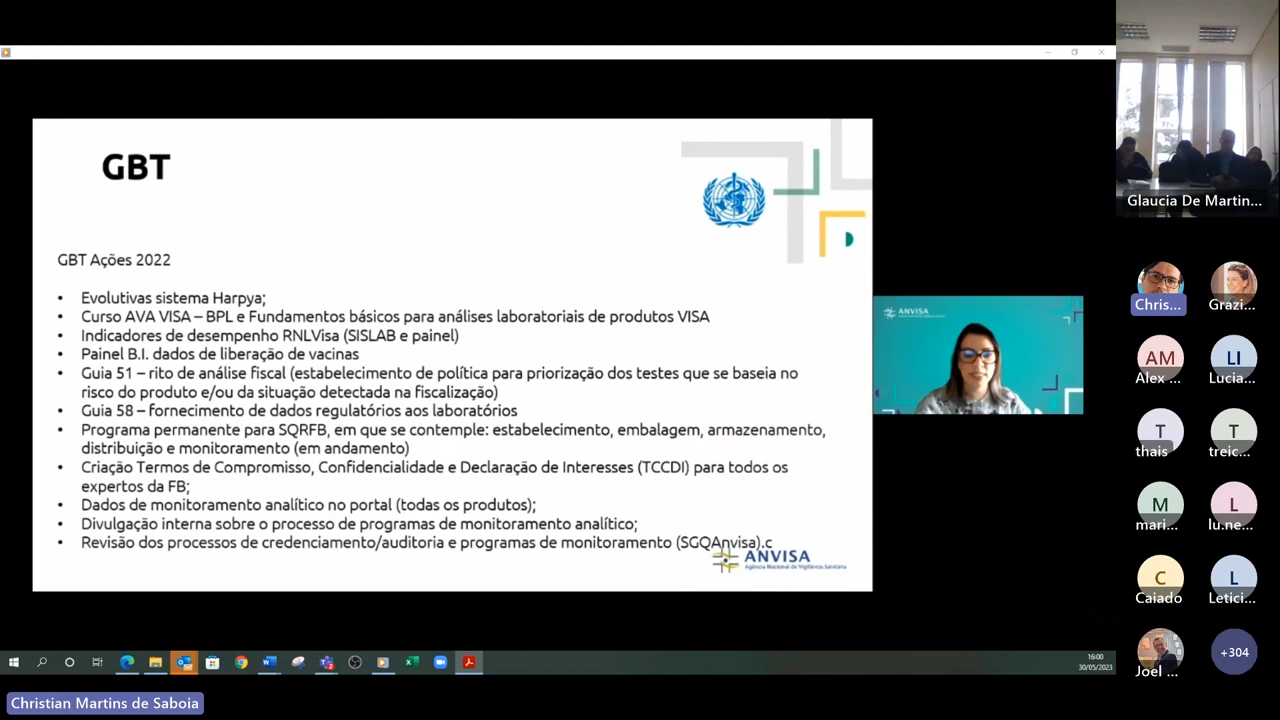 GBT
GBT Ações 2022
• Evolutivas sistema Harpya;
• Curso AVA VISA – BPL e Fundamentos básicos para análises laboratoriais de produtos VISA
• Indicadores de desempenho RNLVisa (SISLAB e painel)
• Painel B.I. dados de liberação de vacinas
• Guia 51 – rito de análise fiscal (estabelecimento de política para priorização dos testes que se baseia no
risco do produto e/ou da situação detectada na fiscalização)
• Guia 58 – fornecimento de dados regulatórios aos laboratórios
• Programa permanente para SQRFB, em que se contemple: estabelecimento, embalagem, armazenamento,
distribuição e monitoramento (em andamento)
• Criação Termos de Compromisso, Confidencialidade e Declaração de Interesses (TCCDI) para todos os
expertos da FB;
• Dados de monitoramento analítico no portal (todas os produtos);
• Divulgação interna sobre o processo de programas de monitoramento analítico;
• Revisão dos processos de credenciamento/auditoria e programas de monitoramento (SGQAnvisa).c
ANVISA
Agência Nacional de Vigilância Sanitária
ANVISA
Glaucia De Martin...
Chris...
Grazi...
AM
LI
Alex ...
Lucia...
T
T
thais
treic...
M
L
mari...
lu.ne...
C
L
Caiado
Letici...
Joel ...
+304
16:00
30/05/2023
Christian Martins de Saboia